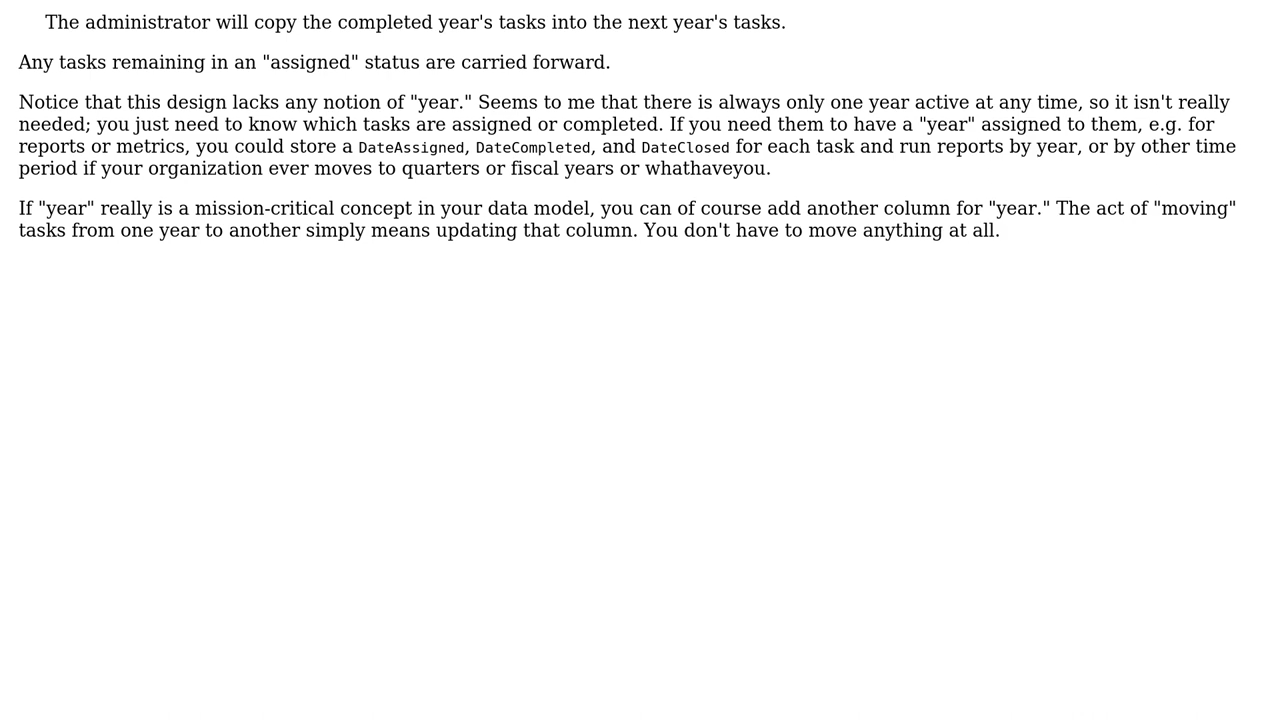 The administrator will copy the completed year's tasks into the next year's tasks.
Any tasks remaining in an "assigned" status are carried forward.
Notice that this design lacks any notion of "year." Seems to me that there is always only one year active at any time, so it isn't really
needed; you just need to know which tasks are assigned or completed. If you need them to have a "year" assigned to them, e.g. for
reports or metrics, you could store a DateAssigned, DateCompleted, and DateClosed for each task and run reports by year, or by other time
period if your organization ever moves to quarters or fiscal years or whathaveyou.
If "year" really is a mission-critical concept in your data model, you can of course add another column for "year." The act of "moving"
tasks from one year to another simply means updating that column. You don't have to move anything at all.